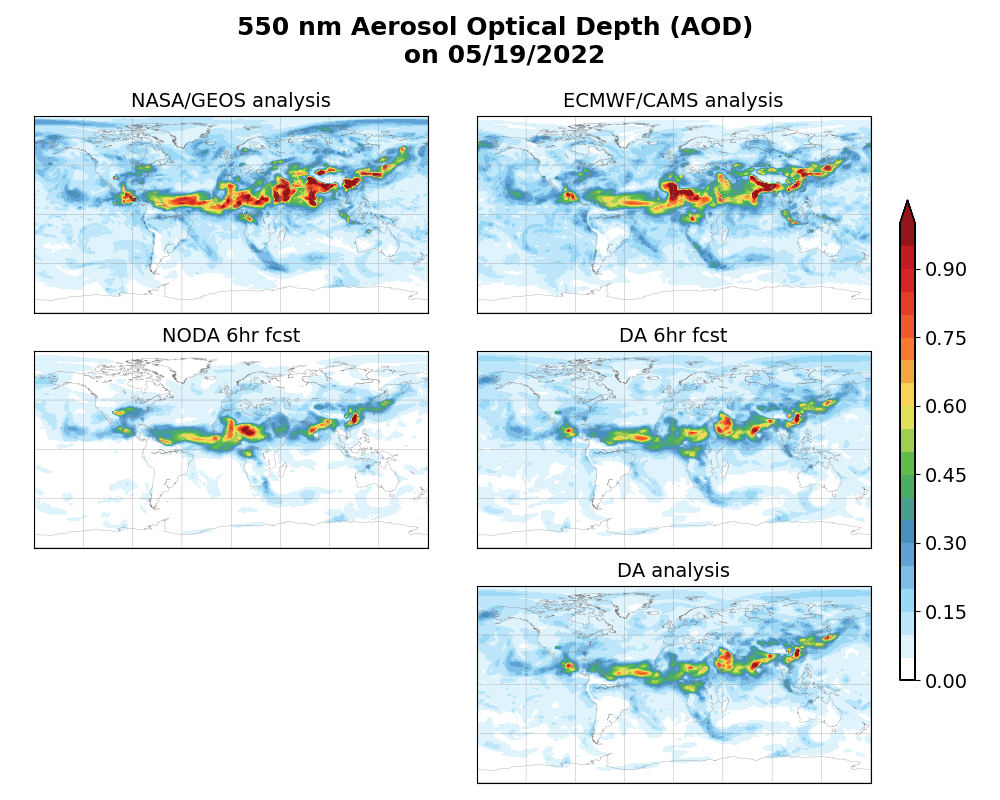 550 nm Aerosol Optical Depth (AOD)
on 05/19/2022
NASA/GEOS analysis
ECMWF/CAMS analysis
NODA 6hr fcst
DA 6hr fcst
DA analysis
0.90
0.75
0.60
0.45
0.30
0.15
0.00